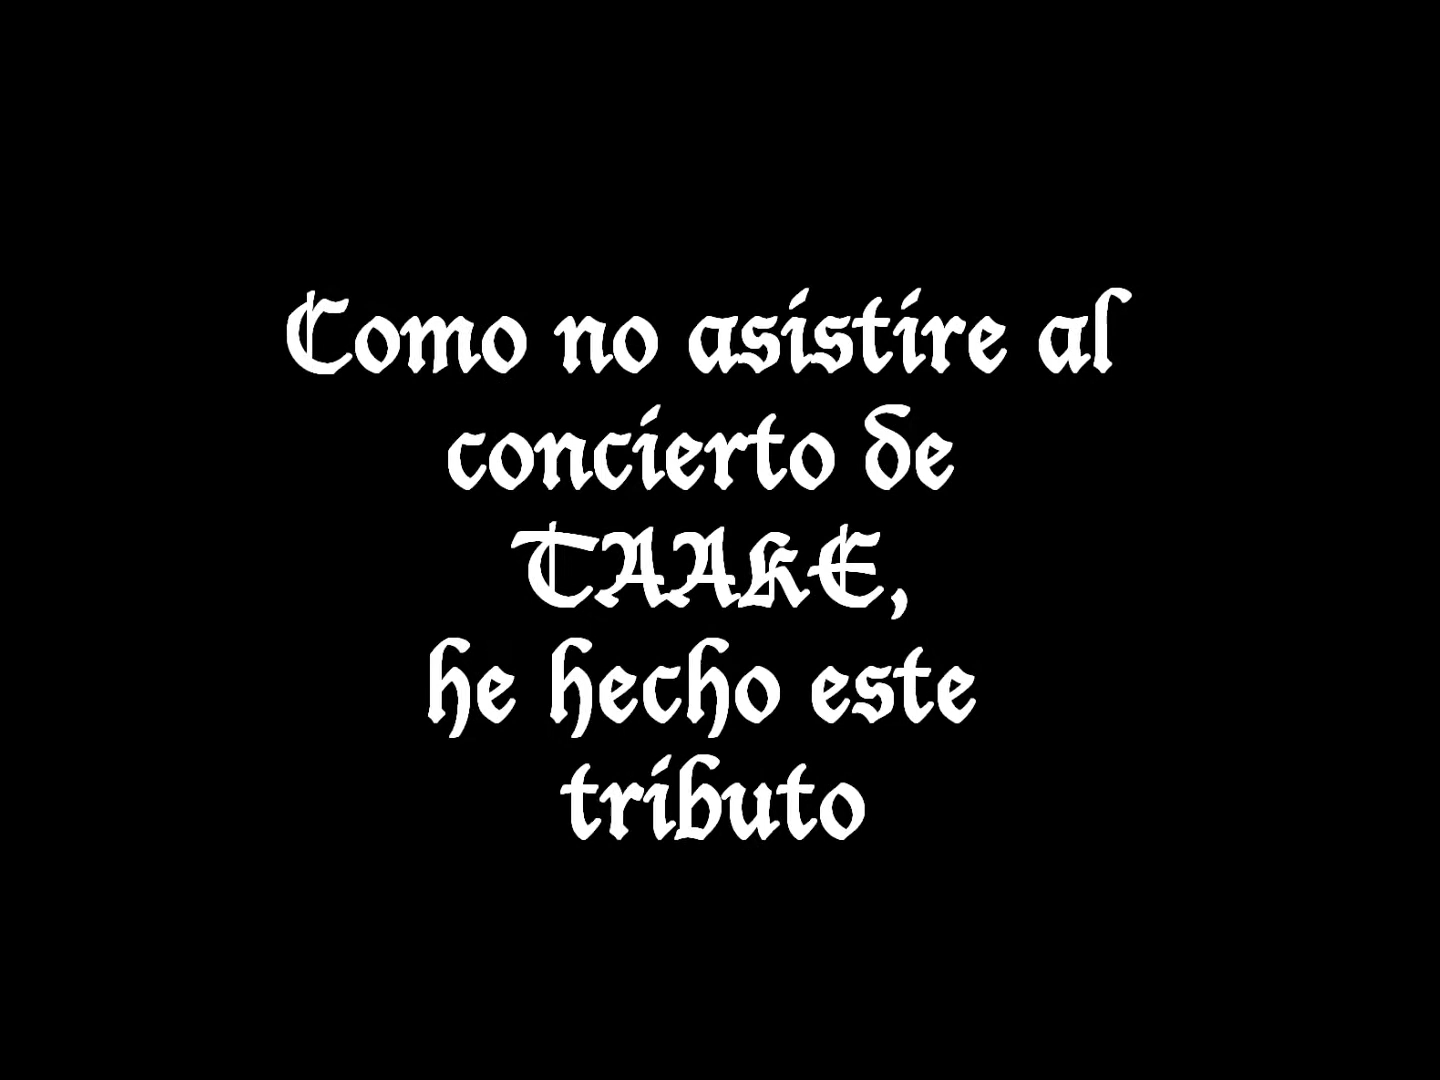 Como no asistire al
concierto de
TAAKE,
he hecho este
tributo